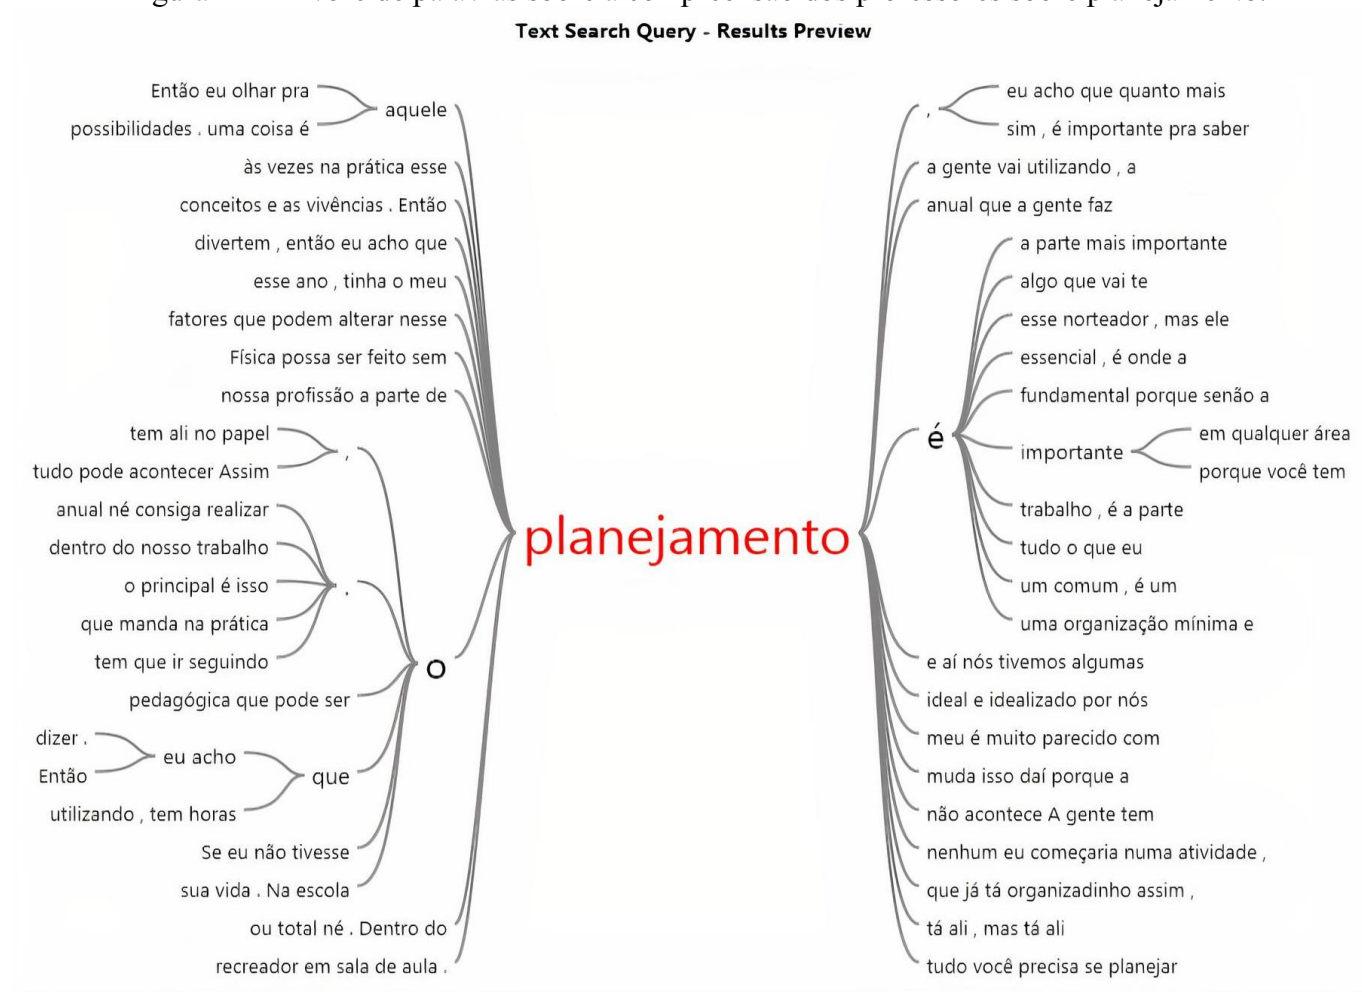 Text Search Query - Results Preview
Então eu olhar pra
possibilidades . uma coisa é
aquele
às vezes na prática esse
conceitos e as vivências . Então
divertem , então eu acho que
esse ano , tinha o meu
fatores que podem alterar nesse
Física possa ser feito sem
nossa profissão a parte de
tem ali no papel
tudo pode acontecer Assim
,
anual né consiga realizar
dentro do nosso trabalho
o principal é isso
que manda na prática
tem que ir seguindo
.
pedagógica que pode ser
dizer .
Então
eu acho
utilizando , tem horas
que
Se eu não tivesse
sua vida . Na escola
o
ou total né . Dentro do
recreador em sala de aula .
planejamento
,
eu acho que quanto mais
sim , é importante pra saber
a gente vai utilizando , a
anual que a gente faz
é
a parte mais importante
algo que vai te
esse norteador , mas ele
essencial , é onde a
fundamental porque senão a
importante
em qualquer área
porque você tem
trabalho , é a parte
tudo o que eu
um comum , é um
uma organização mínima e
e aí nós tivemos algumas
ideal e idealizado por nós
meu é muito parecido com
muda isso daí porque a
não acontece A gente tem
nenhum eu começaria numa atividade ,
que já tá organizadinho assim ,
tá ali , mas tá ali
tudo você precisa se planejar